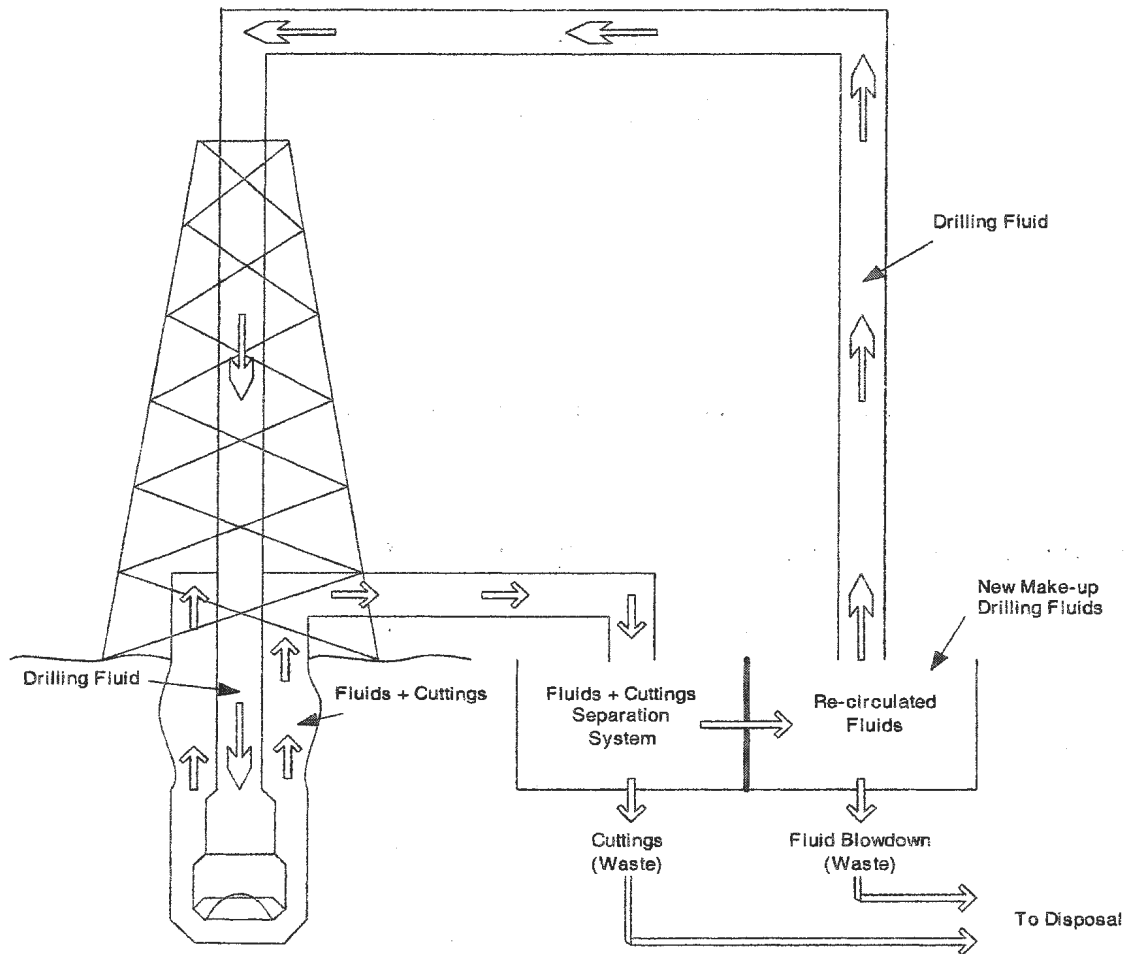 Drilling Fluid
New Make-up
Drilling Fluids
Drilling Fluid
Fluids + Cuttings
Fluids + Cuttings
Separation
System
Re-circulated
Fluids
Cuttings
(Waste)
Fluid Blowdown
(Waste)
To Disposal